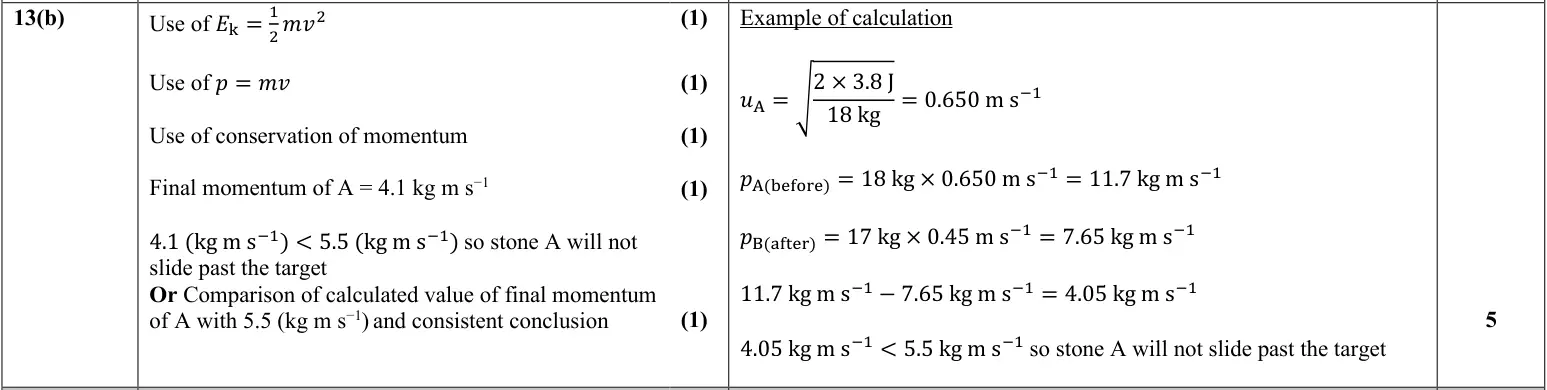 13(b)
Use of E_k = 1/2 mv² (1)
Use of p = mv (1)
Use of conservation of momentum (1)
Final momentum of A = 4.1 kg m s⁻¹ (1)
4.1 (kg m s⁻¹) < 5.5 (kg m s⁻¹) so stone A will not
slide past the target
Or Comparison of calculated value of final momentum
of A with 5.5 (kg m s⁻¹) and consistent conclusion (1)
Example of calculation
u_A = √(2 × 3.8 J / 18 kg) = 0.650 m s⁻¹
p_A(before) = 18 kg × 0.650 m s⁻¹ = 11.7 kg m s⁻¹
p_B(after) = 17 kg × 0.45 m s⁻¹ = 7.65 kg m s⁻¹
11.7 kg m s⁻¹ − 7.65 kg m s⁻¹ = 4.05 kg m s⁻¹
4.05 kg m s⁻¹ < 5.5 kg m s⁻¹ so stone A will not slide past the target
5